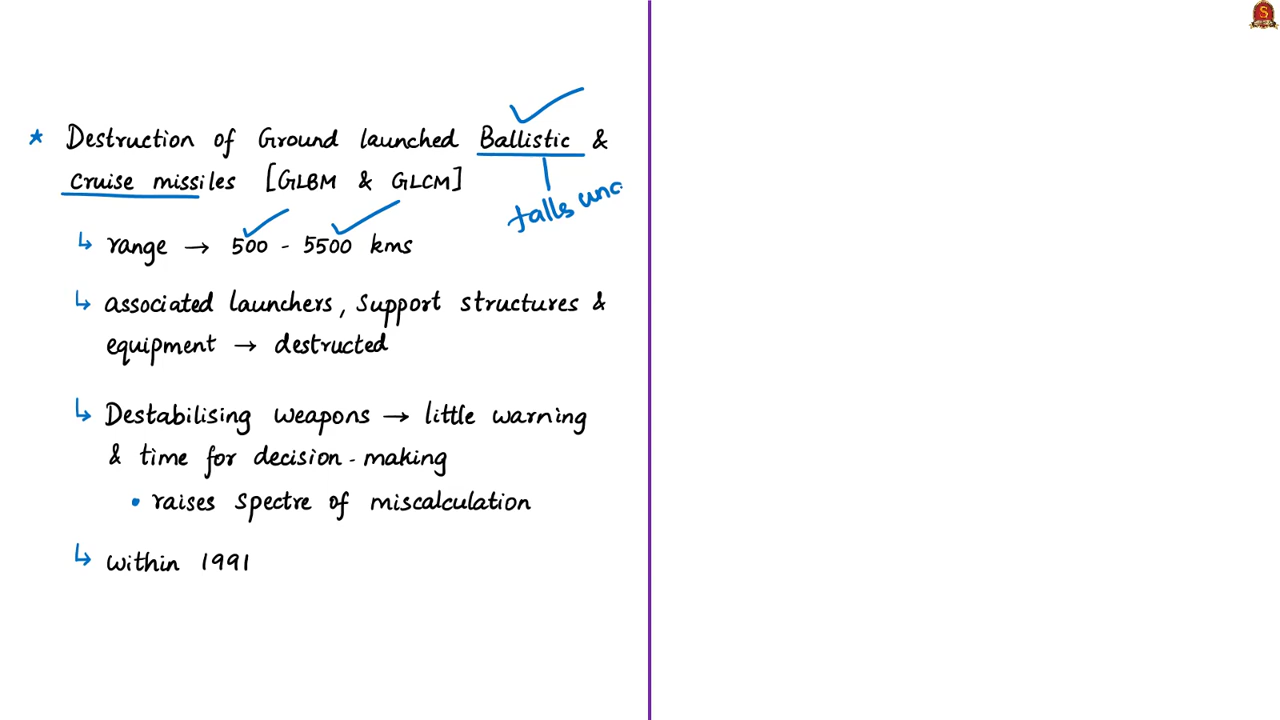 * Destruction of Ground launched Ballistic &
Cruise missiles [GLBM & GLCM]
falls
↳ range → 500 - 5500 kms
↳ associated launchers, support structures &
equipment → destructed
↳ Destabilising weapons → little warning
& time for decision-making
• raises spectre of miscalculation
↳ within 1991
S